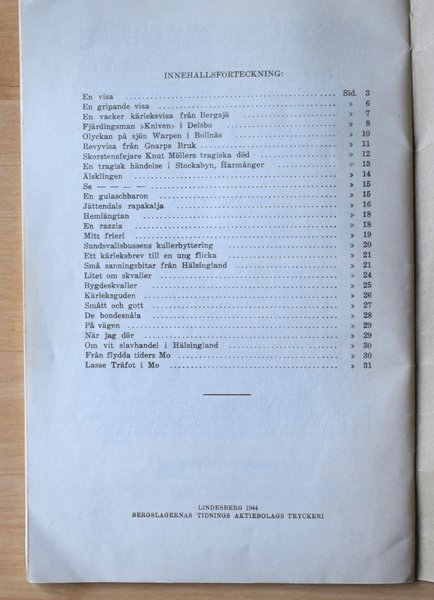 INNEHÅLLSFÖRTECKNING:
En visa Sid. 3
En gripande visa » 6
En vacker kärleksvisa från Bergsjö » 7
Fjärdingsman »Kniven» i Delsbo » 8
Olyckan på sjön Warpen i Bollnäs » 10
Revyvisa från Gnarps Bruk » 11
Skorstensfejare Knut Möllers tragiska död » 12
En tragisk händelse i Stockabyn, Harmånger » 13
Älsklingen » 14
Se — — — — » 15
En gulaschbaron » 15
Jättendals rapakalja » 16
Hemlängtan » 18
En razzia » 18
Mitt frieri » 19
Sundsvallsbussens kullerbyttering » 20
Ett kärleksbrev till en ung flicka » 21
Små sanningsbitar från Hälsingland » 21
Litet om skvaller » 24
Bygdeskvaller » 25
Kärleksguden » 26
Smått och gott » 27
De bondesnåla » 28
På vägen » 29
När jag dör » 29
Om vit slavhandel i Hälsingland » 30
Från flydda tiders Mo » 30
Lasse Träfot i Mo » 31
LINDESBERG 1944
BERGSLAGERNAS TIDNINGS AKTIEBOLAGS TRYCKERI